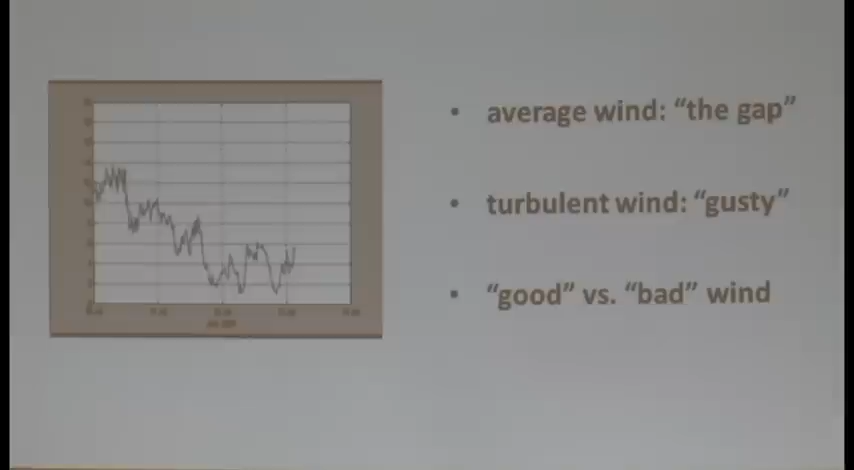 • average wind: “the gap”
• turbulent wind: “gusty”
• “good” vs. “bad” wind